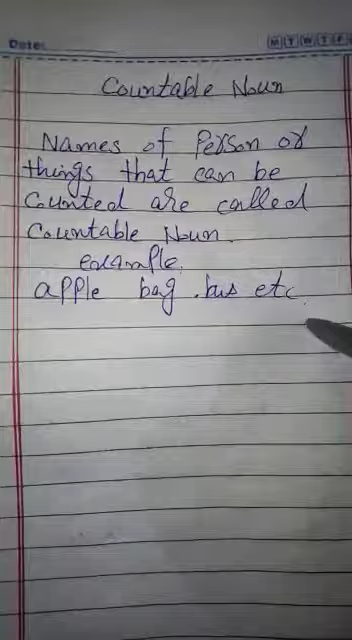 Date:
M T W T F
Countable Noun
Names of Person or
things that can be
Counted are called
Countable Noun.
example.
apple bag .bus etc.